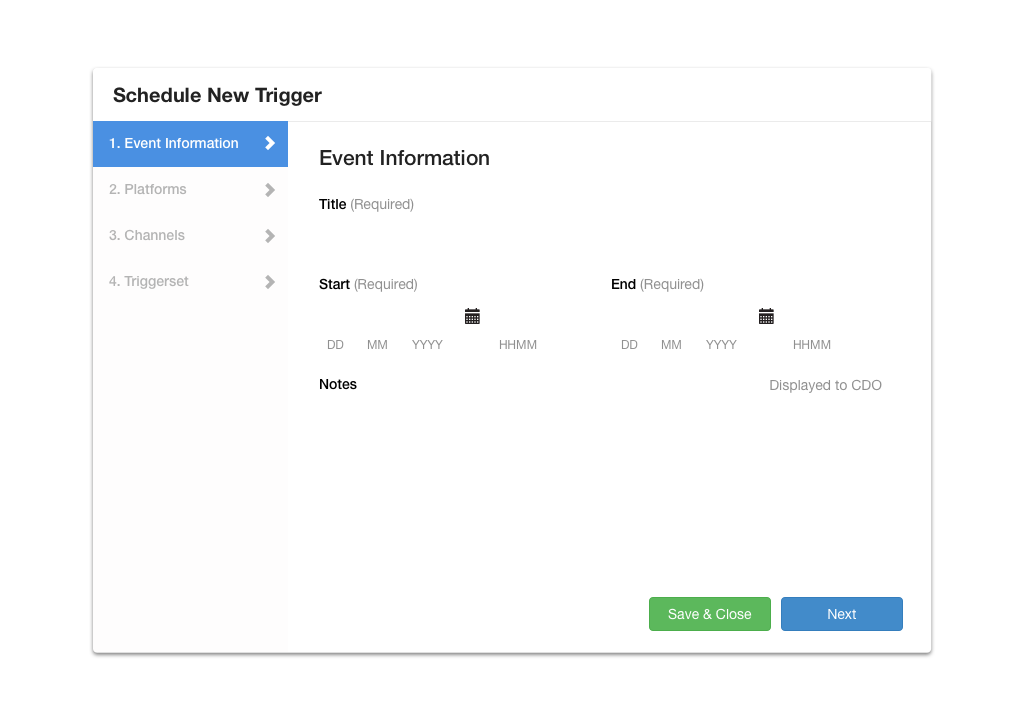 Schedule New Trigger
1. Event Information
2. Platforms
3. Channels
4. Triggerset
Event Information
Title (Required)
Start (Required) End (Required)
DD MM YYYY HHMM DD MM YYYY HHMM
Notes Displayed to CDO
Save & Close Next